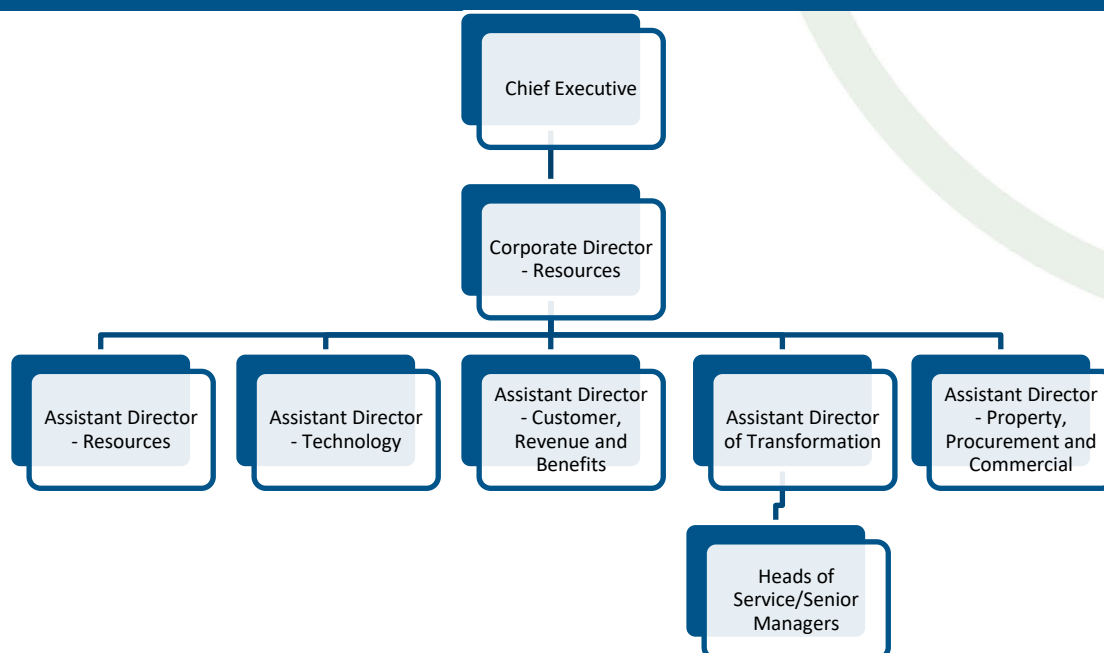 Chief Executive
Corporate Director
- Resources
Assistant Director
- Resources
Assistant Director
- Technology
Assistant Director
- Customer,
Revenue and
Benefits
Assistant Director
of Transformation
Assistant Director
- Property,
Procurement and
Commercial
Heads of
Service/Senior
Managers